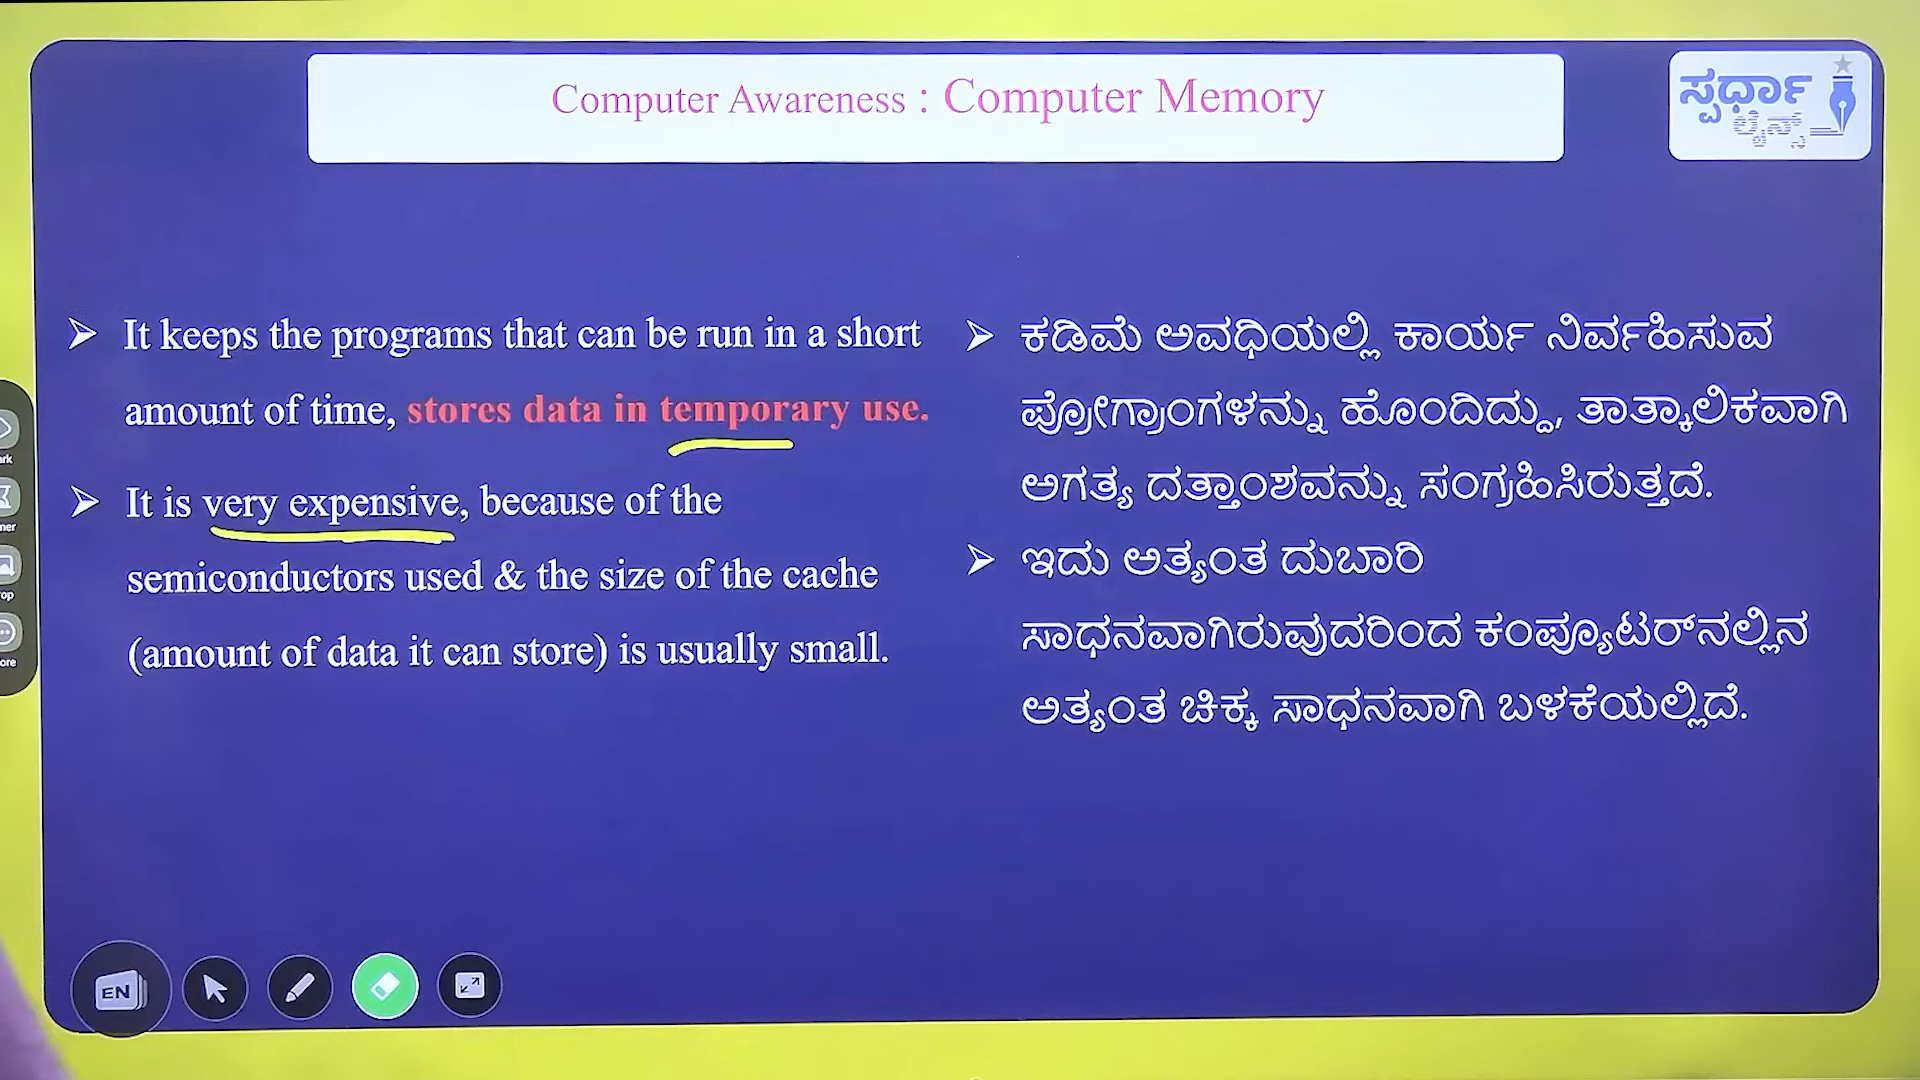 Computer Awareness : Computer Memory
ಸ್ಪರ್ಧಾ
ಲೈನ್ಸ್
➢ It keeps the programs that can be run in a short
amount of time, stores data in temporary use.
➢ It is very expensive, because of the
semiconductors used & the size of the cache
(amount of data it can store) is usually small.
➢ ಕಡಿಮೆ ಅವಧಿಯಲ್ಲಿ ಕಾರ್ಯ ನಿರ್ವಹಿಸುವ
ಪ್ರೋಗ್ರಾಂಗಳನ್ನು ಹೊಂದಿದ್ದು, ತಾತ್ಕಾಲಿಕವಾಗಿ
ಅಗತ್ಯ ದತ್ತಾಂಶವನ್ನು ಸಂಗ್ರಹಿಸಿರುತ್ತದೆ.
➢ ಇದು ಅತ್ಯಂತ ದುಬಾರಿ
ಸಾಧನವಾಗಿರುವುದರಿಂದ ಕಂಪ್ಯೂಟರ್‌ನಲ್ಲಿನ
ಅತ್ಯಂತ ಚಿಕ್ಕ ಸಾಧನವಾಗಿ ಬಳಕೆಯಲ್ಲಿದೆ.
EN